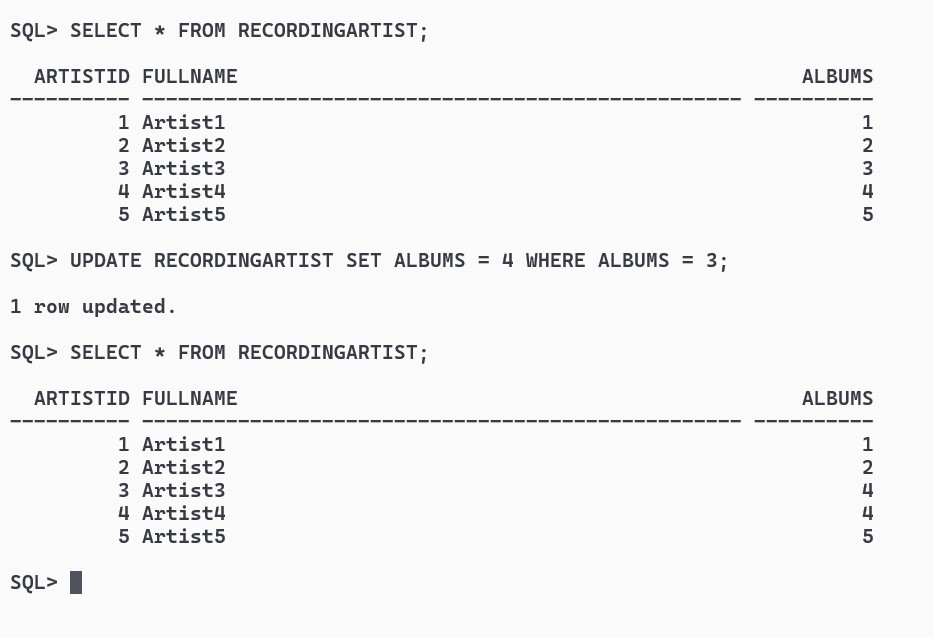 SQL> SELECT * FROM RECORDINGARTIST;
  ARTISTID FULLNAME                                               ALBUMS
---------- -------------------------------------------------- ----------
         1 Artist1                                                     1
         2 Artist2                                                     2
         3 Artist3                                                     3
         4 Artist4                                                     4
         5 Artist5                                                     5
SQL> UPDATE RECORDINGARTIST SET ALBUMS = 4 WHERE ALBUMS = 3;
1 row updated.
SQL> SELECT * FROM RECORDINGARTIST;
  ARTISTID FULLNAME                                               ALBUMS
---------- -------------------------------------------------- ----------
         1 Artist1                                                     1
         2 Artist2                                                     2
         3 Artist3                                                     4
         4 Artist4                                                     4
         5 Artist5                                                     5
SQL>